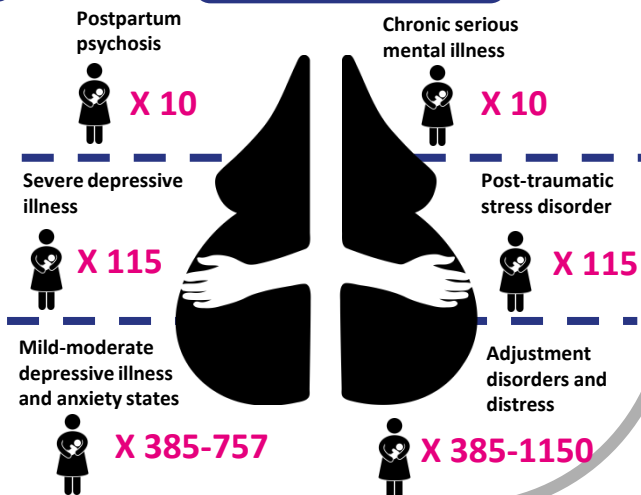 Postpartum
psychosis
X 10
Chronic serious
mental illness
X 10
Severe depressive
illness
X 115
Post-traumatic
stress disorder
X 115
Mild-moderate
depressive illness
and anxiety states
X 385-757
Adjustment
disorders and
distress
X 385-1150